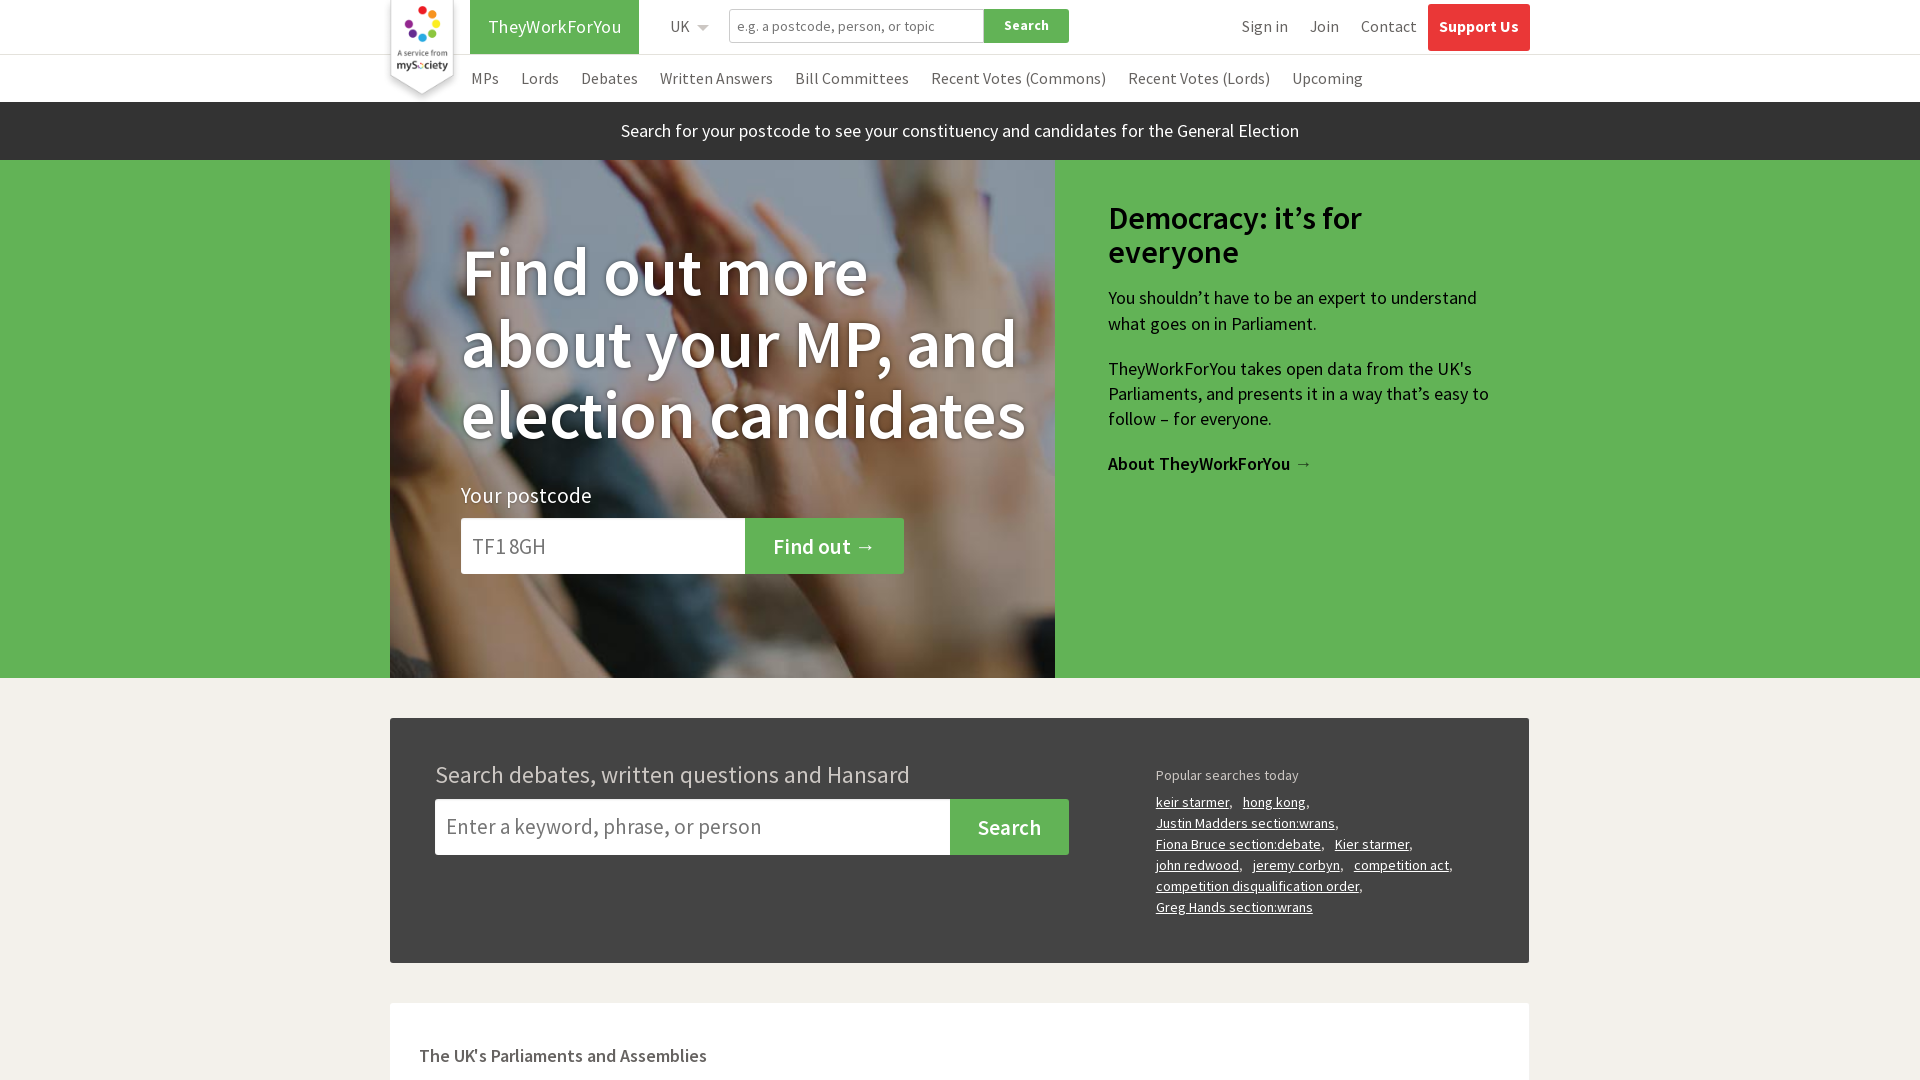 A service from
mySociety
TheyWorkForYou
UK
e.g. a postcode, person, or topic
Search
Sign in
Join
Contact
Support Us
MPs
Lords
Debates
Written Answers
Bill Committees
Recent Votes (Commons)
Recent Votes (Lords)
Upcoming
Search for your postcode to see your constituency and candidates for the General Election
Find out more
about your MP, and
election candidates
Your postcode
TF1 8GH
Find out →
Democracy: it’s for
everyone
You shouldn’t have to be an expert to understand
what goes on in Parliament.
TheyWorkForYou takes open data from the UK's
Parliaments, and presents it in a way that’s easy to
follow – for everyone.
About TheyWorkForYou →
Search debates, written questions and Hansard
Enter a keyword, phrase, or person
Search
Popular searches today
keir starmer, hong kong,
Justin Madders section:wrans,
Fiona Bruce section:debate, Kier starmer,
john redwood, jeremy corbyn, competition act,
competition disqualification order,
Greg Hands section:wrans
The UK's Parliaments and Assemblies